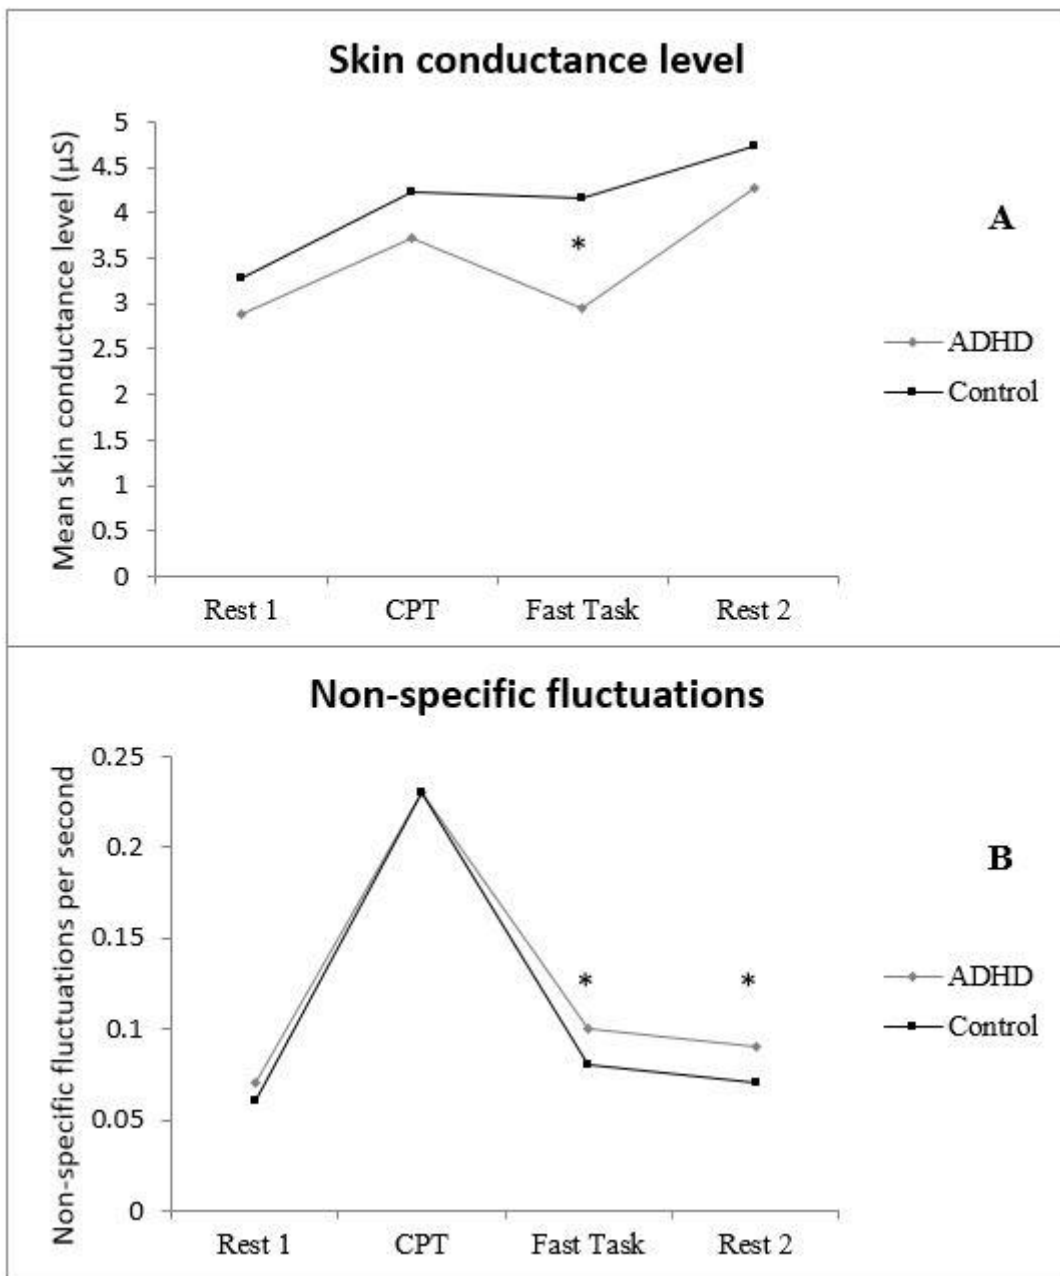 Skin conductance level
Mean skin conductance level (µS)
5
4.5
4
3.5
3
2.5
2
1.5
1
0.5
0
*
Rest 1 CPT Fast Task Rest 2
A
ADHD
Control
Non-specific fluctuations
Non-specific fluctuations per second
0.25
0.2
0.15
0.1
0.05
0
* *
Rest 1 CPT Fast Task Rest 2
B
ADHD
Control